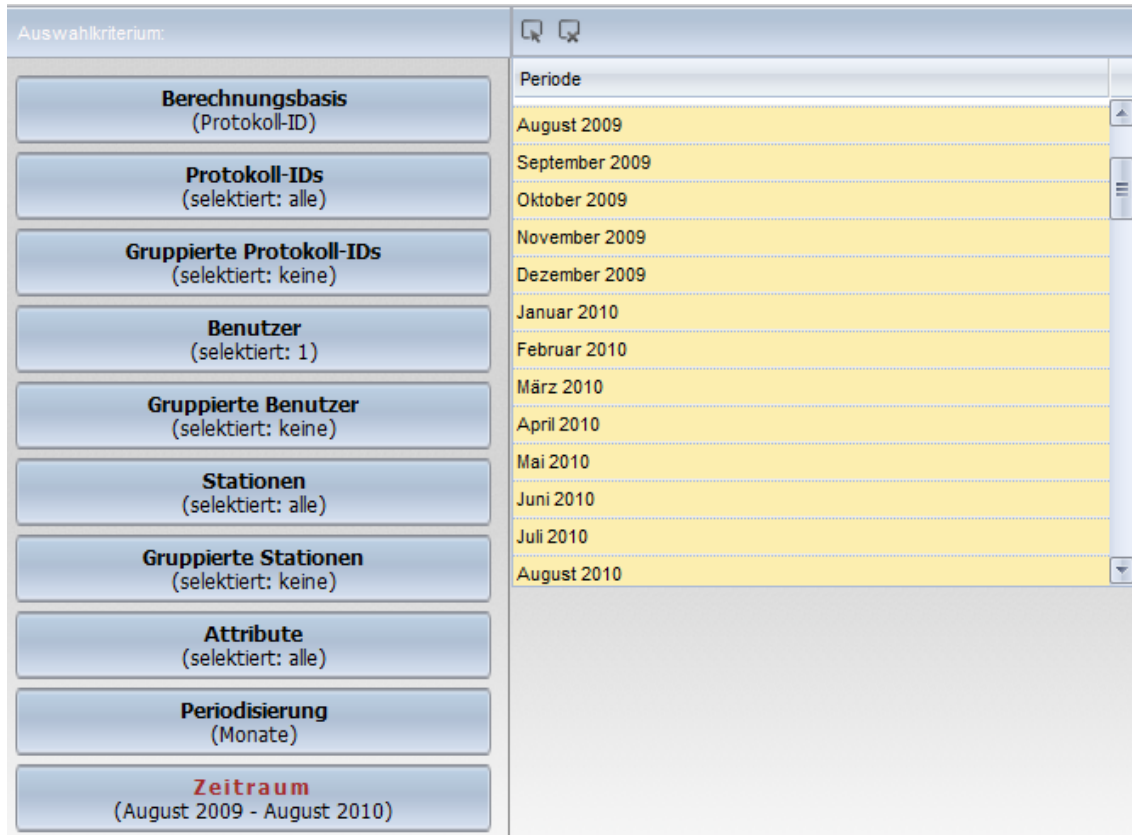 Auswahlkriterium:
Berechnungsbasis
(Protokoll-ID)
Protokoll-IDs
(selektiert: alle)
Gruppierte Protokoll-IDs
(selektiert: keine)
Benutzer
(selektiert: 1)
Gruppierte Benutzer
(selektiert: keine)
Stationen
(selektiert: alle)
Gruppierte Stationen
(selektiert: keine)
Attribute
(selektiert: alle)
Periodisierung
(Monate)
Zeitraum
(August 2009 - August 2010)
Periode
August 2009
September 2009
Oktober 2009
November 2009
Dezember 2009
Januar 2010
Februar 2010
März 2010
April 2010
Mai 2010
Juni 2010
Juli 2010
August 2010